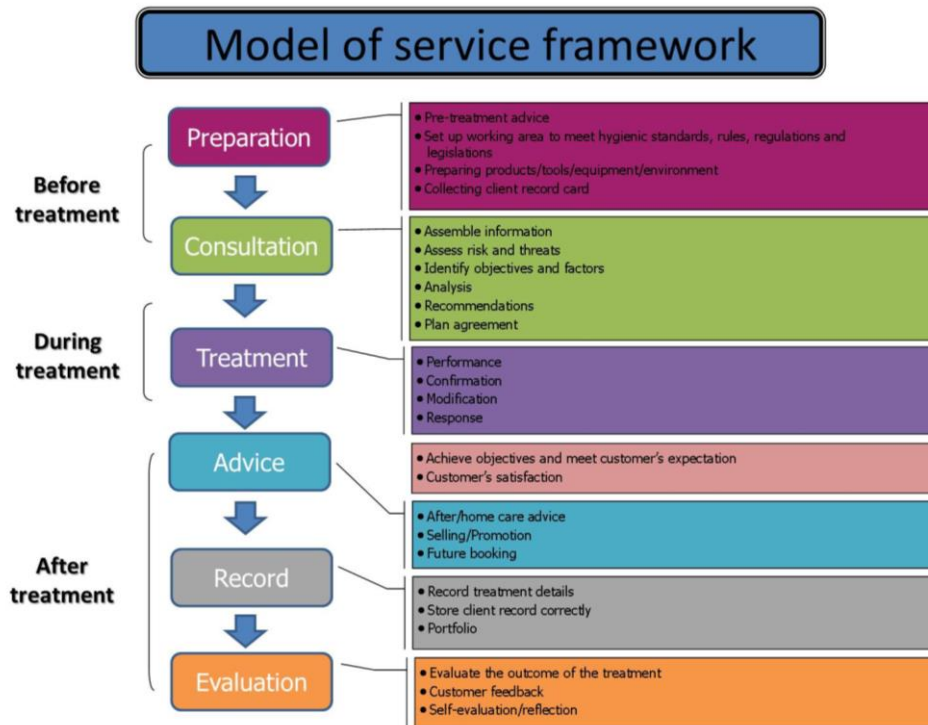 Model of service framework
Before
treatment
Preparation
• Pre-treatment advice
• Set up working area to meet hygienic standards, rules, regulations and
legislations
• Preparing products/tools/equipment/environment
• Collecting client record card
Consultation
• Assemble information
• Assess risk and threats
• Identify objectives and factors
• Analysis
• Recommendations
• Plan agreement
During
treatment
Treatment
• Performance
• Confirmation
• Modification
• Response
• Achieve objectives and meet customer's expectation
• Customer's satisfaction
After
treatment
Advice
• After/home care advice
• Selling/Promotion
• Future booking
Record
• Record treatment details
• Store client record correctly
• Portfolio
Evaluation
• Evaluate the outcome of the treatment
• Customer feedback
• Self-evaluation/reflection